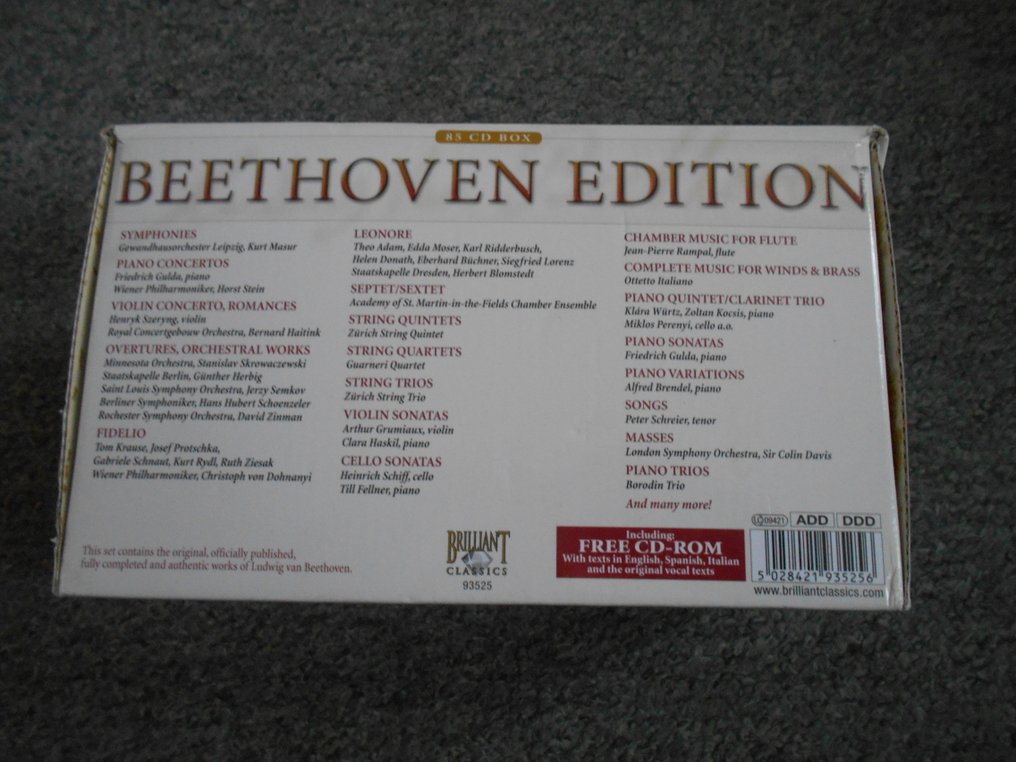 85 CD BOX
BEETHOVEN EDITION
SYMPHONIES
Gewandhausorchester Leipzig, Kurt Masur
PIANO CONCERTOS
Friedrich Gulda, piano
Wiener Philharmoniker, Horst Stein
VIOLIN CONCERTO, ROMANCES
Henryk Szeryng, violin
Royal Concertgebouw Orchestra, Bernard Haitink
OVERTURES, ORCHESTRAL WORKS
Minnesota Orchestra, Stanislav Skrowaczewski
Staatskapelle Berlin, Günther Herbig
Saint Louis Symphony Orchestra, Jerzy Semkov
Berliner Symphoniker, Hans Hubert Schoenzeler
Rochester Symphony Orchestra, David Zinman
FIDELIO
Tom Krause, Josef Protschka,
Gabriele Schnaut, Kurt Rydl, Ruth Ziesak
Wiener Philharmoniker, Christoph von Dohnanyi
LEONORE
Theo Adam, Edda Moser, Karl Ridderbusch,
Helen Donath, Eberhard Büchner, Siegfried Lorenz
Staatskapelle Dresden, Herbert Blomstedt
SEPTET/SEXTET
Academy of St. Martin-in-the-Fields Chamber Ensemble
STRING QUINTETS
Zürich String Quintet
STRING QUARTETS
Guarneri Quartet
STRING TRIOS
Zürich String Trio
VIOLIN SONATAS
Arthur Grumiaux, violin
Clara Haskil, piano
CELLO SONATAS
Heinrich Schiff, cello
Till Fellner, piano
CHAMBER MUSIC FOR FLUTE
Jean-Pierre Rampal, flute
COMPLETE MUSIC FOR WINDS & BRASS
Ottetto Italiano
PIANO QUINTET/CLARINET TRIO
Klára Würtz, Zoltan Kocsis, piano
Miklos Perenyi, cello a.o.
PIANO SONATAS
Friedrich Gulda, piano
PIANO VARIATIONS
Alfred Brendel, piano
SONGS
Peter Schreier, tenor
MASSES
London Symphony Orchestra, Sir Colin Davis
PIANO TRIOS
Borodin Trio
And many more!
This set contains the original, officially published,
fully completed and authentic works of Ludwig van Beethoven.
BRILLIANT
CLASSICS
93525
Including:
FREE CD-ROM
With texts in English, Spanish, Italian
and the original vocal texts
LC 09421 ADD DDD
5 028421 935256
www.brilliantclassics.com